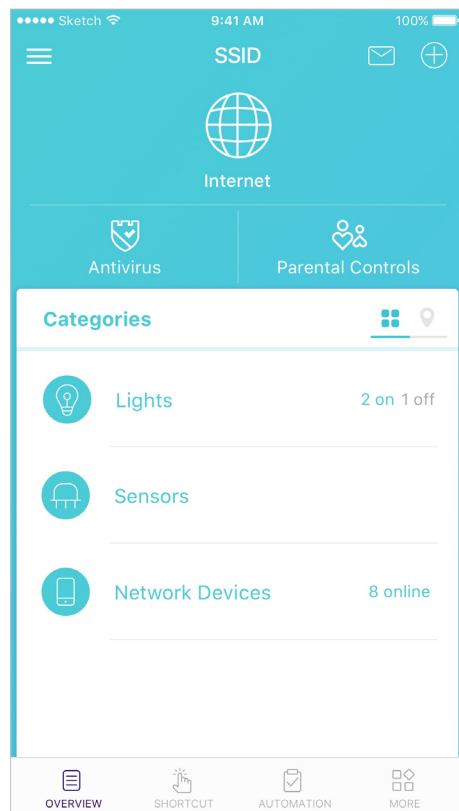 Sketch 9:41 AM 100%
SSID
Internet
Antivirus Parental Controls
Categories
Lights 2 on 1 off
Sensors
Network Devices 8 online
OVERVIEW SHORTCUT AUTOMATION MORE